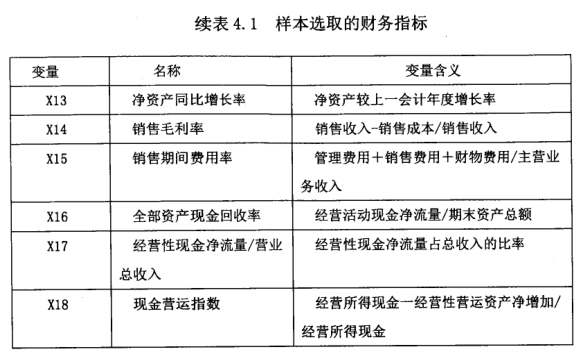 续表4.1 样本选取的财务指标
变量 名称 变量含义
X13 净资产同比增长率 净资产较上一会计年度增长率
X14 销售毛利率 销售收入-销售成本/销售收入
X15 销售期间费用率 管理费用＋销售费用＋财物费用/主营业
务收入
X16 全部资产现金回收率 经营活动现金净流量/期末资产总额
X17 经营性现金净流量/营业 经营性现金净流量占总收入的比率
总收入
X18 现金营运指数 经营所得现金一经营性营运资产净增加/
经营所得现金